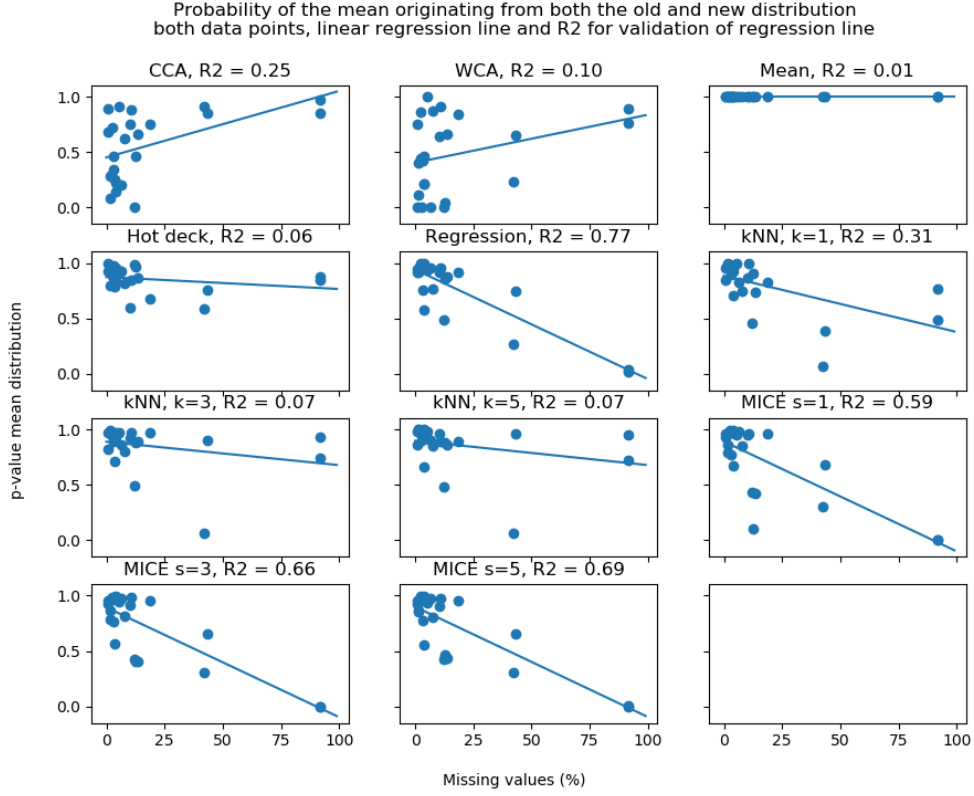 Probability of the mean originating from both the old and new distribution
both data points, linear regression line and R2 for validation of regression line
CCA, R2 = 0.25
WCA, R2 = 0.10
Mean, R2 = 0.01
1.0
0.5
0.0
Hot deck, R2 = 0.06
Regression, R2 = 0.77
kNN, k=1, R2 = 0.31
1.0
0.5
0.0
p-value mean distribution
kNN, k=3, R2 = 0.07
kNN, k=5, R2 = 0.07
MICE s=1, R2 = 0.59
1.0
0.5
0.0
MICE s=3, R2 = 0.66
MICE s=5, R2 = 0.69
1.0
0.5
0.0
0 25 50 75 100
0 25 50 75 100
0 25 50 75 100
Missing values (%)